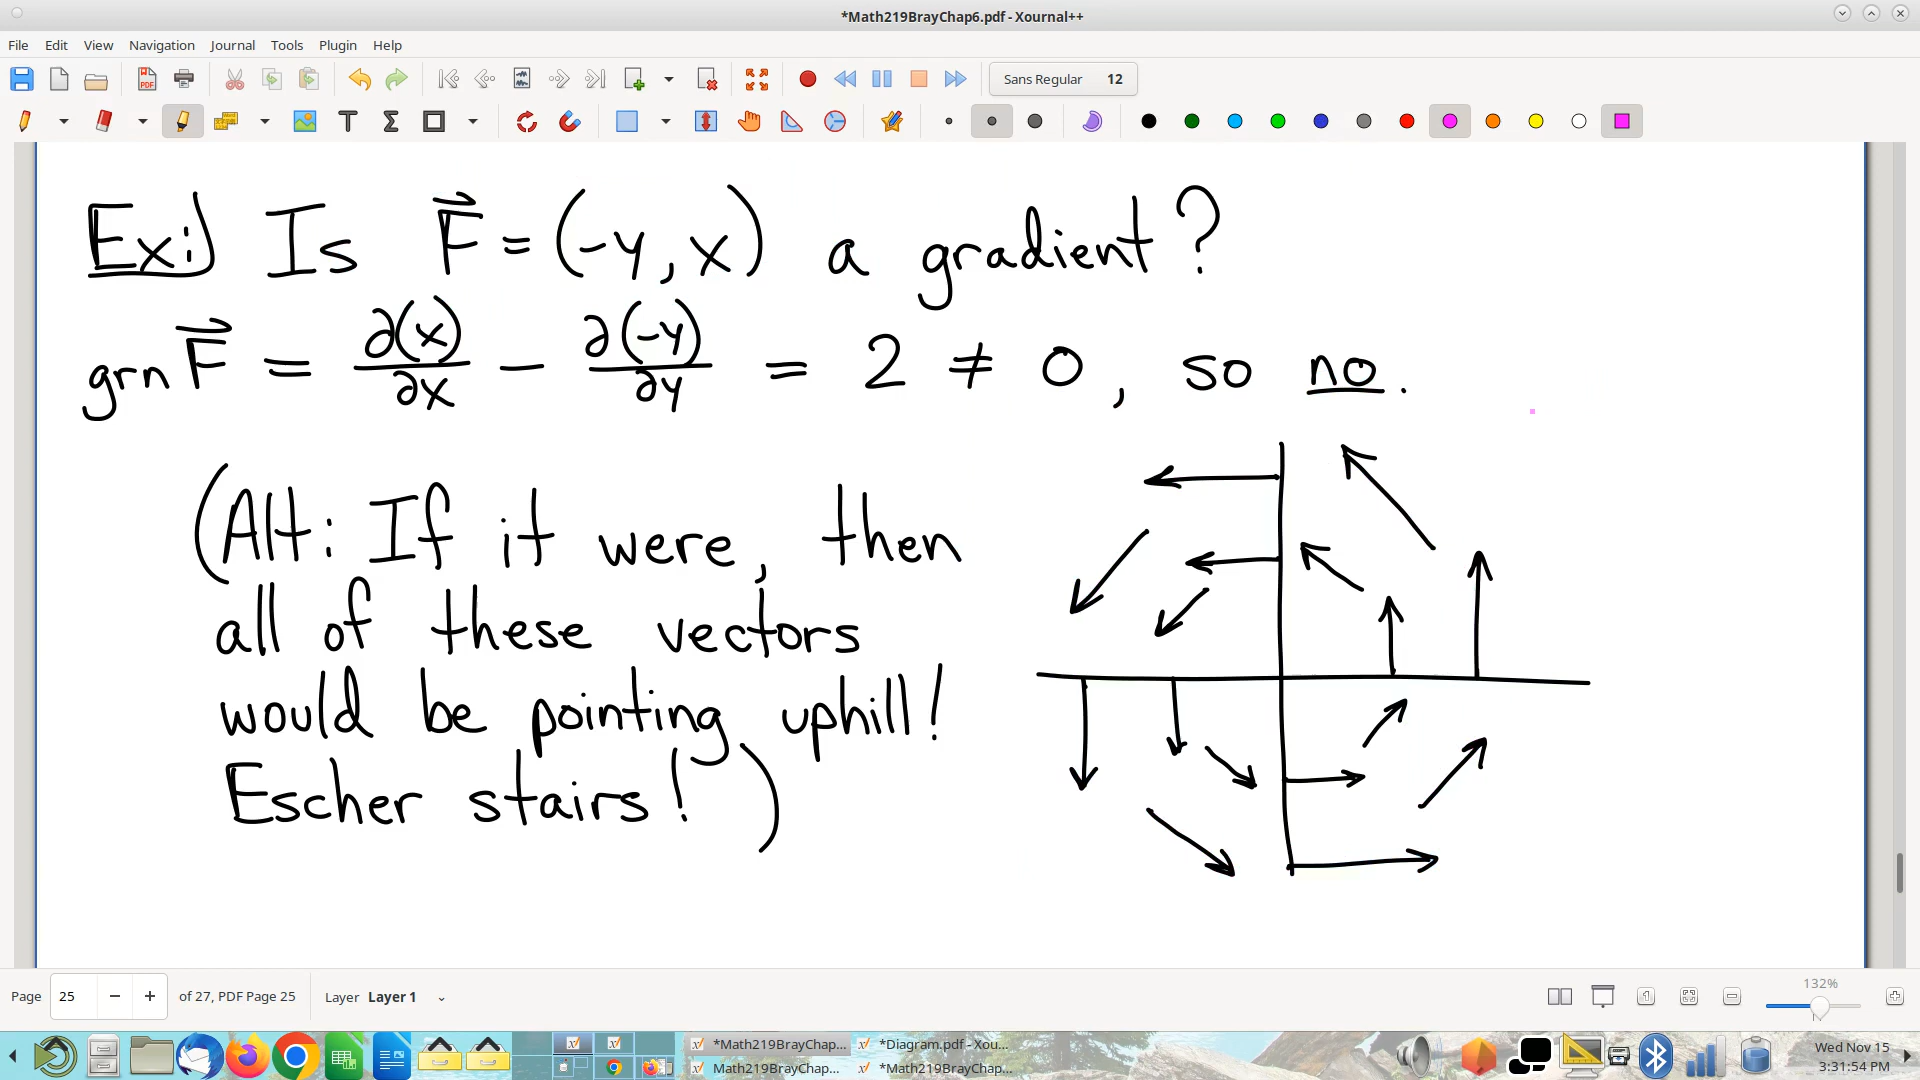 *Math219BrayChap6.pdf - Xournal++
File Edit View Navigation Journal Tools Plugin Help
Sans Regular 12
Ex:) Is F⃗ = (-y, x) a gradient?
grn F⃗ = ∂(x)/∂x - ∂(-y)/∂y = 2 ≠ 0, so no.
(Alt: If it were, then
all of these vectors
would be pointing uphill!
Escher stairs!)
Page 25 of 27, PDF Page 25 Layer Layer 1
132%
*Math219BrayChap... *Diagram.pdf - Xou...
Math219BrayChap... *Math219BrayChap...
Wed Nov 15
3:31:54 PM